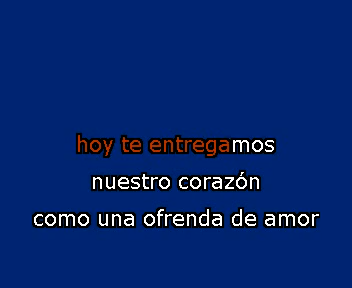 hoy te entregamos
nuestro corazón
como una ofrenda de amor